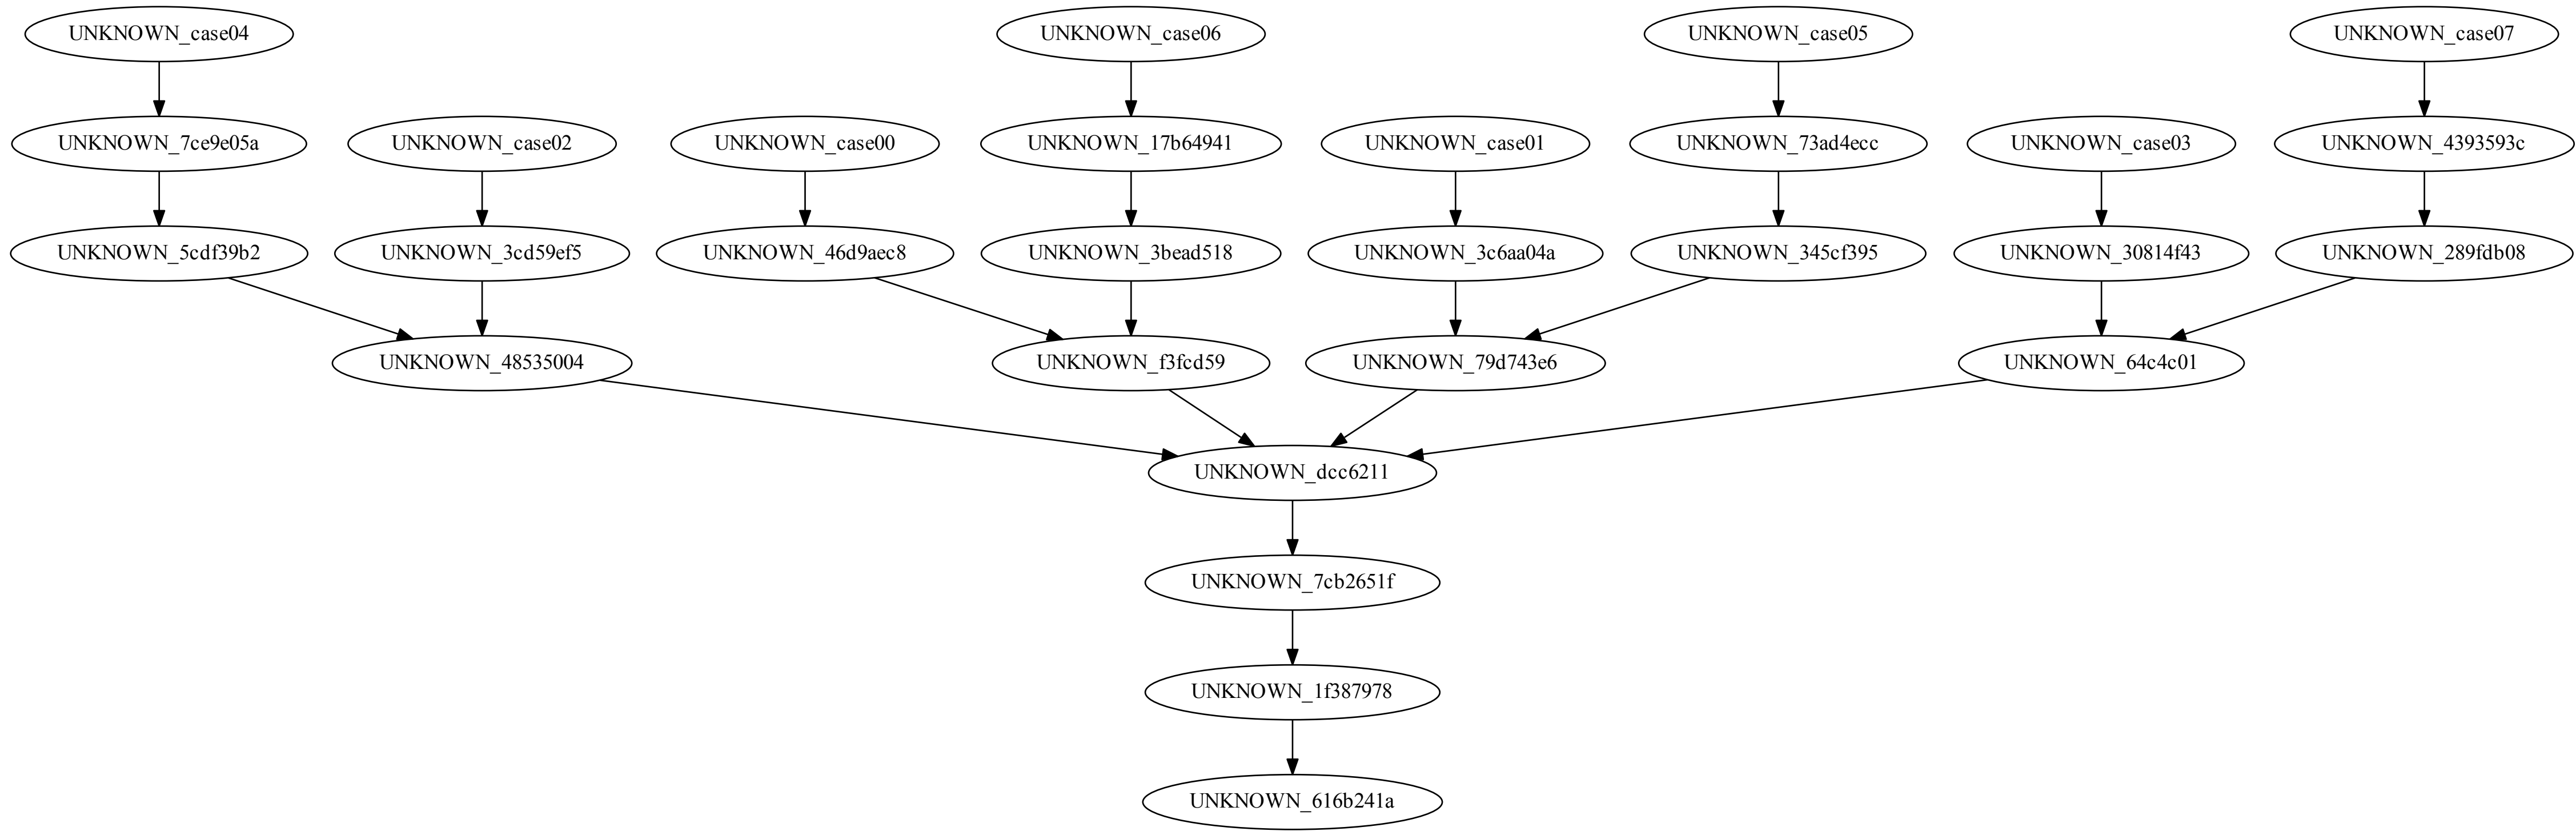 UNKNOWN_case04
UNKNOWN_case06
UNKNOWN_case05
UNKNOWN_case07
UNKNOWN_7ce9e05a
UNKNOWN_case02
UNKNOWN_case00
UNKNOWN_17b64941
UNKNOWN_case01
UNKNOWN_73ad4ecc
UNKNOWN_case03
UNKNOWN_4393593c
UNKNOWN_5cdf39b2
UNKNOWN_3cd59ef5
UNKNOWN_46d9aec8
UNKNOWN_3bead518
UNKNOWN_3c6aa04a
UNKNOWN_345cf395
UNKNOWN_30814f43
UNKNOWN_289fdb08
UNKNOWN_48535004
UNKNOWN_f3fcd59
UNKNOWN_79d743e6
UNKNOWN_64c4c01
UNKNOWN_dcc6211
UNKNOWN_7cb2651f
UNKNOWN_1f387978
UNKNOWN_616b241a